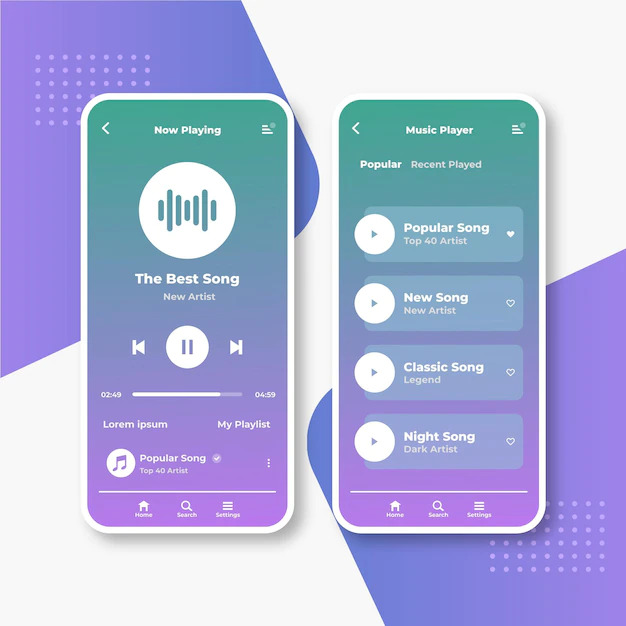 Now Playing
The Best Song
New Artist
02:49 04:59
Lorem ipsum My Playlist
Popular Song
Top 40 Artist
Home Search Settings
Music Player
Popular Recent Played
Popular Song
Top 40 Artist
New Song
New Artist
Classic Song
Legend
Night Song
Dark Artist
Home Search Settings